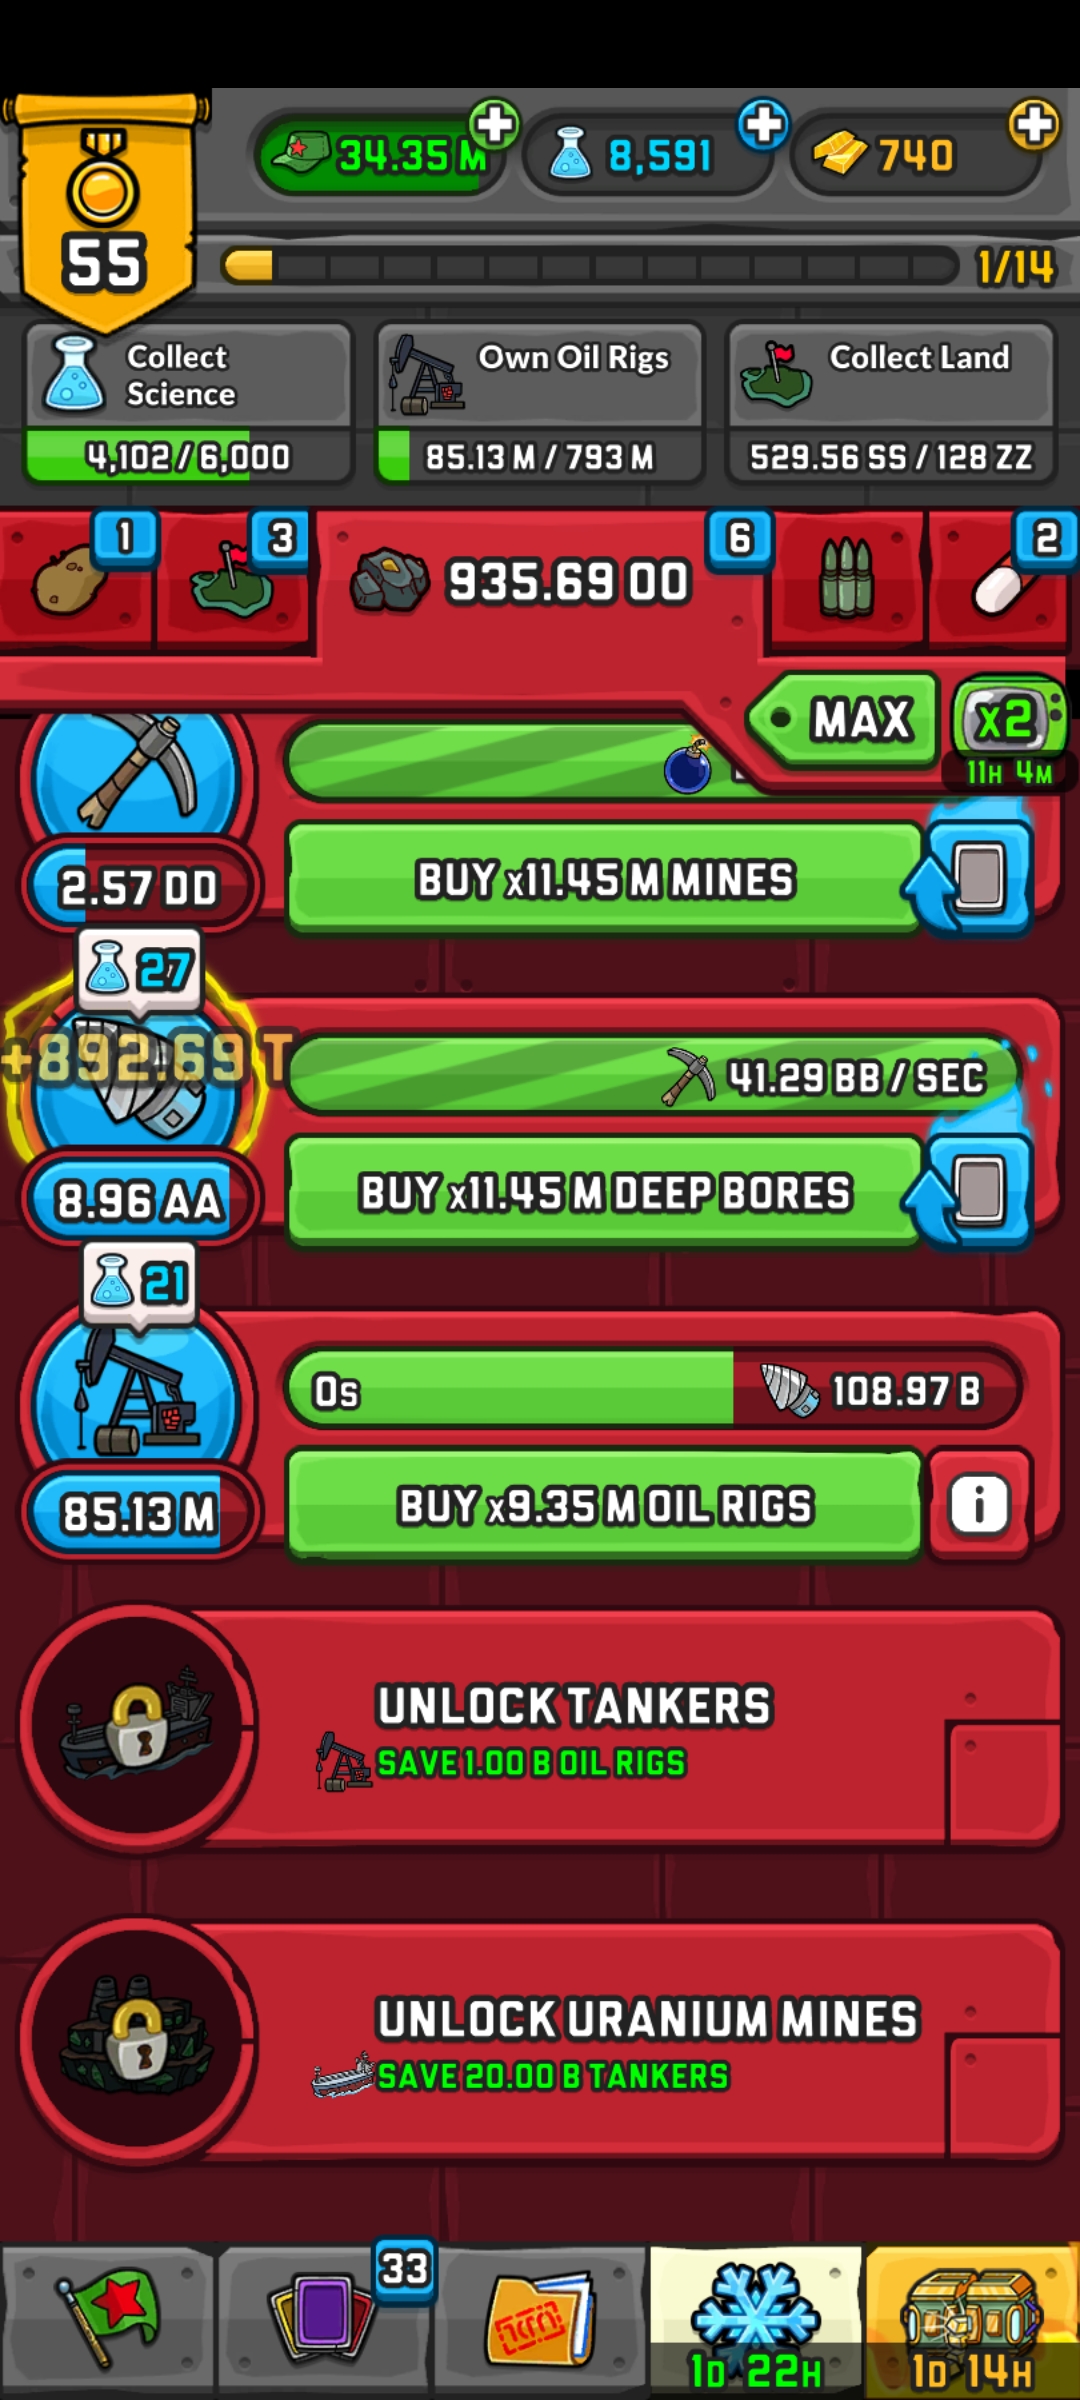 34.35 M
8,591
740
55
1/14
Collect
Science
4,102 / 6,000
Own Oil Rigs
85.13 M / 793 M
Collect Land
529.56 SS / 128 ZZ
1
3
935.69 OO
6
2
MAX
x2
11H 4M
2.57 DD
BUY x11.45 M MINES
27
+892.69 T
41.29 BB / SEC
8.96 AA
BUY x11.45 M DEEP BORES
21
0s
108.97 B
85.13 M
BUY x9.35 M OIL RIGS
i
UNLOCK TANKERS
SAVE 1.00 B OIL RIGS
UNLOCK URANIUM MINES
SAVE 20.00 B TANKERS
33
1D 22H
1D 14H